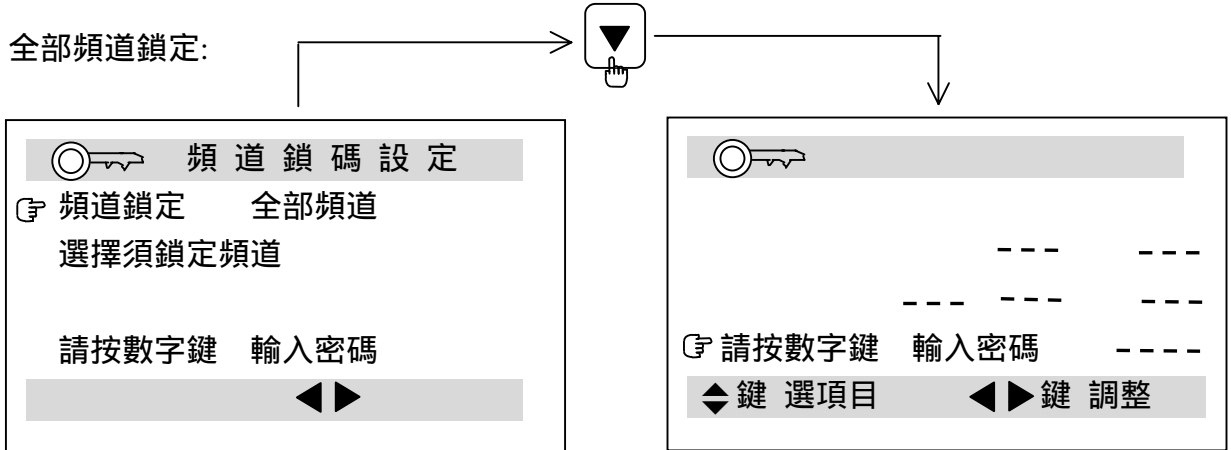 全部頻道鎖定:
頻道鎖碼設定
頻道鎖定 全部頻道
選擇須鎖定頻道
請按數字鍵 輸入密碼
--- ---
--- --- ---
請按數字鍵 輸入密碼 ----
鍵 選項目 鍵 調整